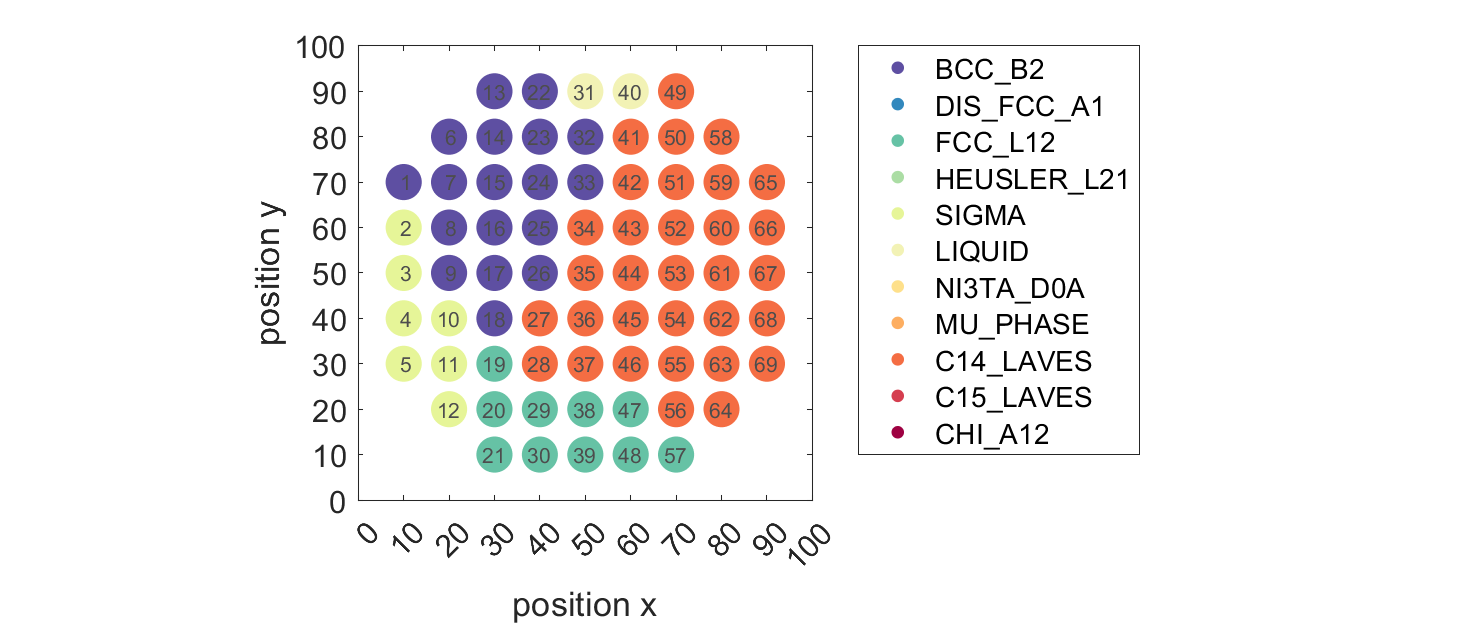 100
90
80
70
60
50
40
30
20
10
0
position y
13 22 31 40 49
6 14 23 32 41 50 58
1 7 15 24 33 42 51 59 65
2 8 16 25 34 43 52 60 66
3 9 17 26 35 44 53 61 67
4 10 18 27 36 45 54 62 68
5 11 19 28 37 46 55 63 69
12 20 29 38 47 56 64
21 30 39 48 57
0 10 20 30 40 50 60 70 80 90 100
position x
BCC_B2
DIS_FCC_A1
FCC_L12
HEUSLER_L21
SIGMA
LIQUID
NI3TA_D0A
MU_PHASE
C14_LAVES
C15_LAVES
CHI_A12